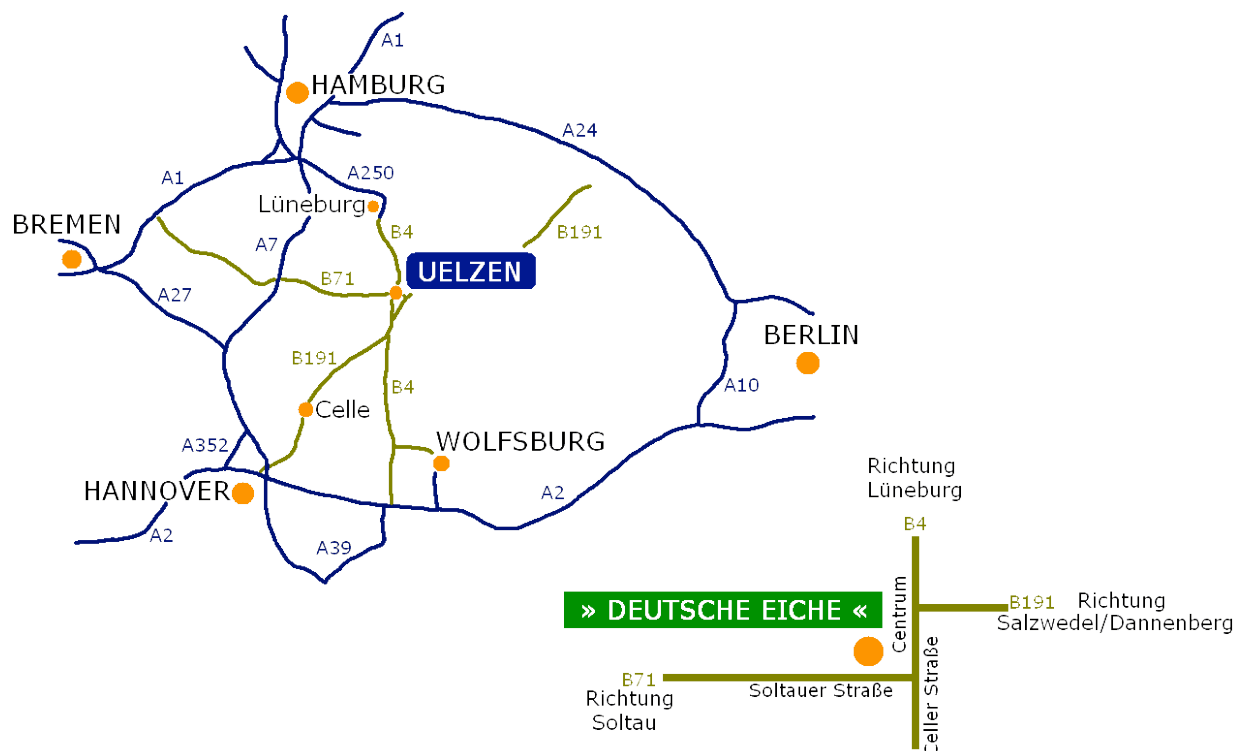 A1
HAMBURG
A24
A1
A250
Lüneburg
BREMEN
B4
B191
A7
UELZEN
B71
A27
BERLIN
B191
B4
A10
Celle
A352
WOLFSBURG
HANNOVER
A2
A2
A39
Richtung
Lüneburg
B4
Centrum
» DEUTSCHE EICHE «
B191
Richtung
Salzwedel/Dannenberg
B71
Soltauer Straße
Celler Straße
Richtung
Soltau